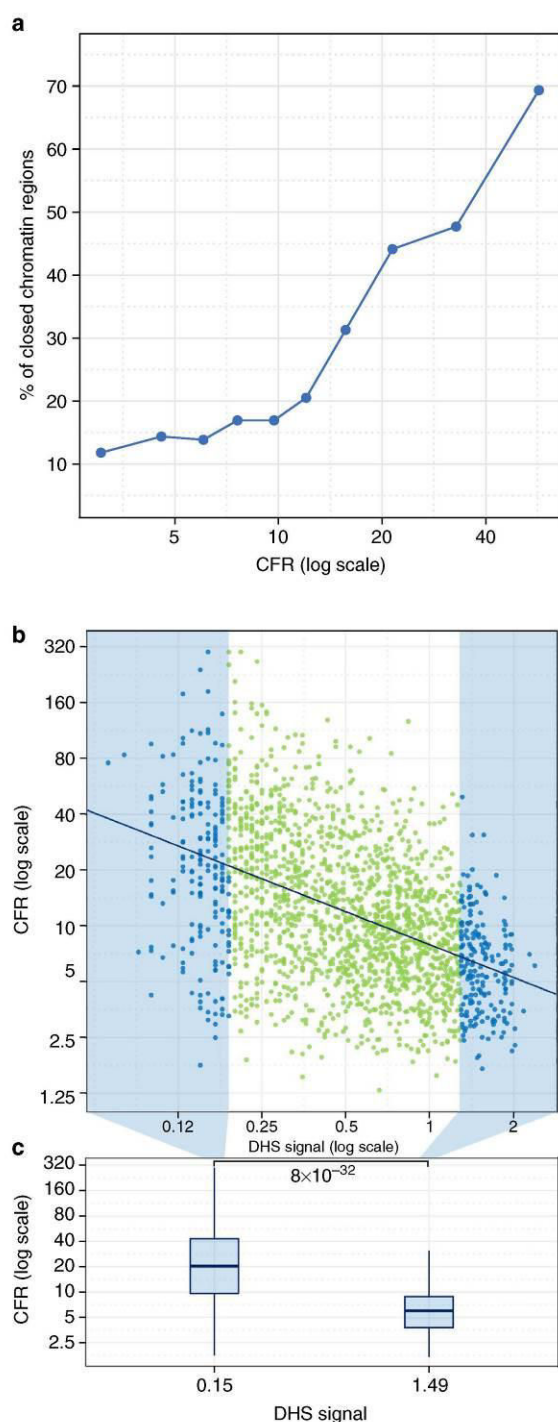 a
% of closed chromatin regions
70
60
50
40
30
20
10
5 10 20 40
CFR (log scale)
b
CFR (log scale)
320
160
80
40
20
10
5
2.5
1.25
0.12 0.25 0.5 1 2
DHS signal (log scale)
c
CFR (log scale)
320
160
80
40
20
10
5
2.5
8×10⁻³²
0.15 1.49
DHS signal